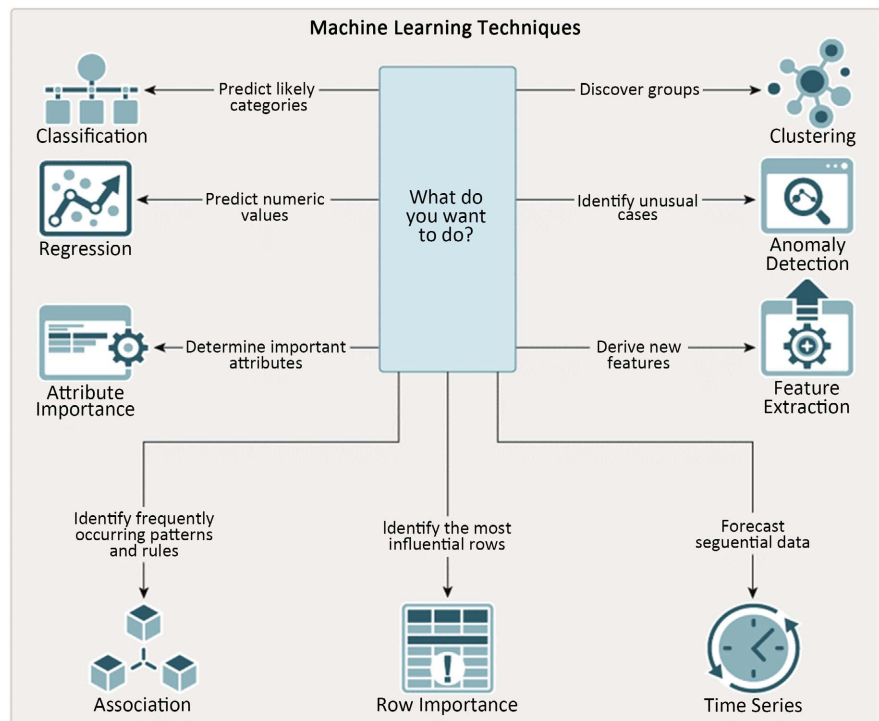 Machine Learning Techniques
Predict likely
categories
Classification
Discover groups
Clustering
What do
you want
to do?
Predict numeric
values
Regression
Identify unusual
cases
Anomaly
Detection
Determine important
attributes
Attribute
Importance
Derive new
features
Feature
Extraction
Identify frequently
occurring patterns
and rules
Association
Identify the most
influential rows
Row Importance
Forecast
seguential data
Time Series